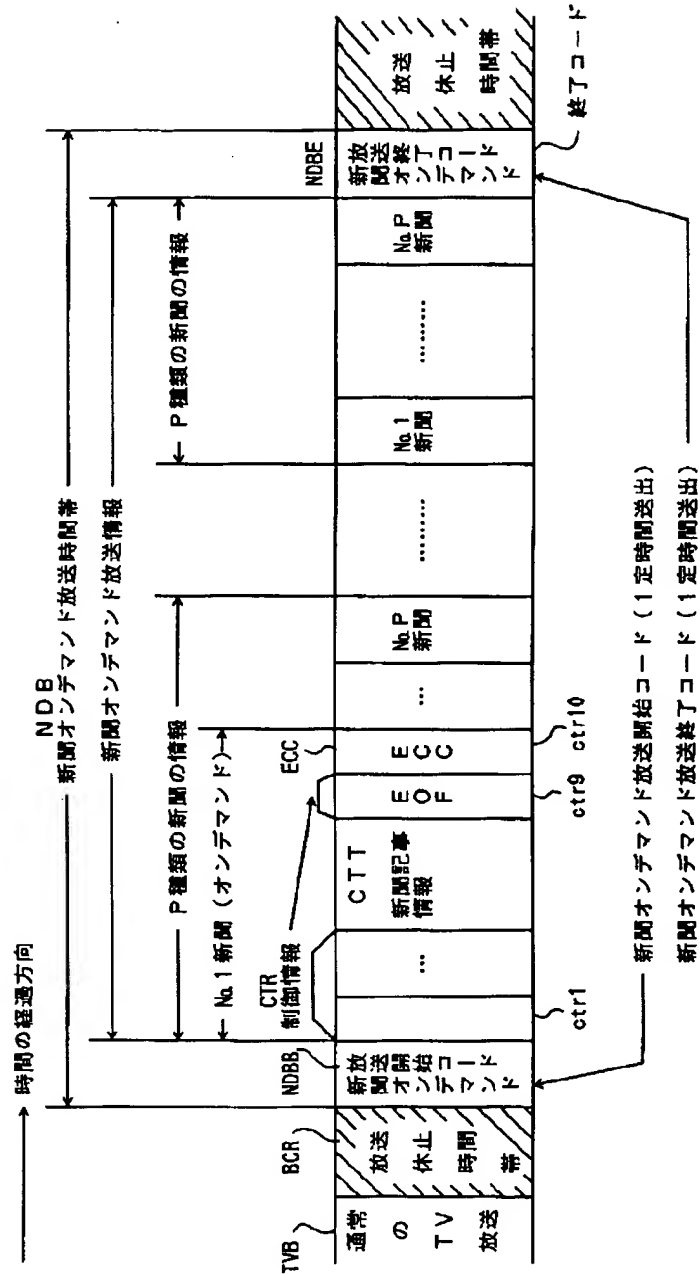 → 時間の経過方向
NDB
新聞オンデマンド放送時間帯
新聞オンデマンド放送情報
P種類の新聞の情報
P種類の新聞の情報
No.1新聞(オンデマンド)
CTR
制御情報
TVB
BCR
NDBB
ECC
NDBE
通常
の
TV
放送
放送
休止
時間
帯
新聞オンデマンド
放送開始コード
…
CTT
新聞記事
情報
EOF
ECC
…
No.P
新聞
………
No.1
新聞
………
No.P
新聞
新聞オンデマンド
放送終了コード
放送
休止
時間帯
ctr1
ctr9
ctr10
終了コード
新聞オンデマンド放送開始コード(1定時間送出)
新聞オンデマンド放送終了コード(1定時間送出)